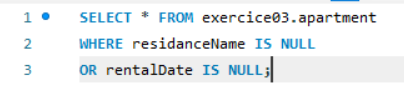 1 SELECT * FROM exercice03.apartment
2 WHERE residanceName IS NULL
3 OR rentalDate IS NULL;